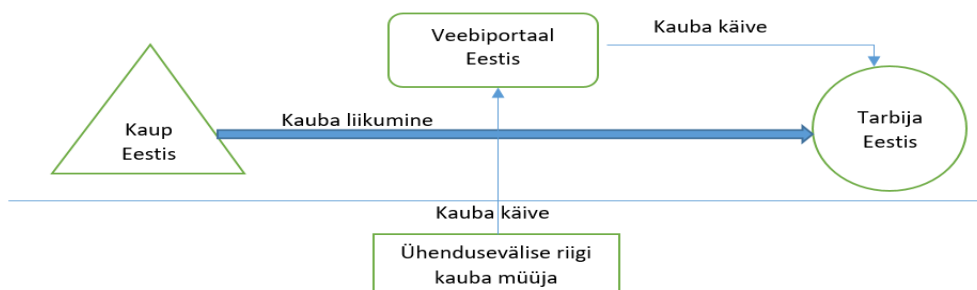 Veebiportaal
Eestis
Kauba käive
Kaup
Eestis
Kauba liikumine
Tarbija
Eestis
Kauba käive
Ühendusevälise riigi
kauba müüja